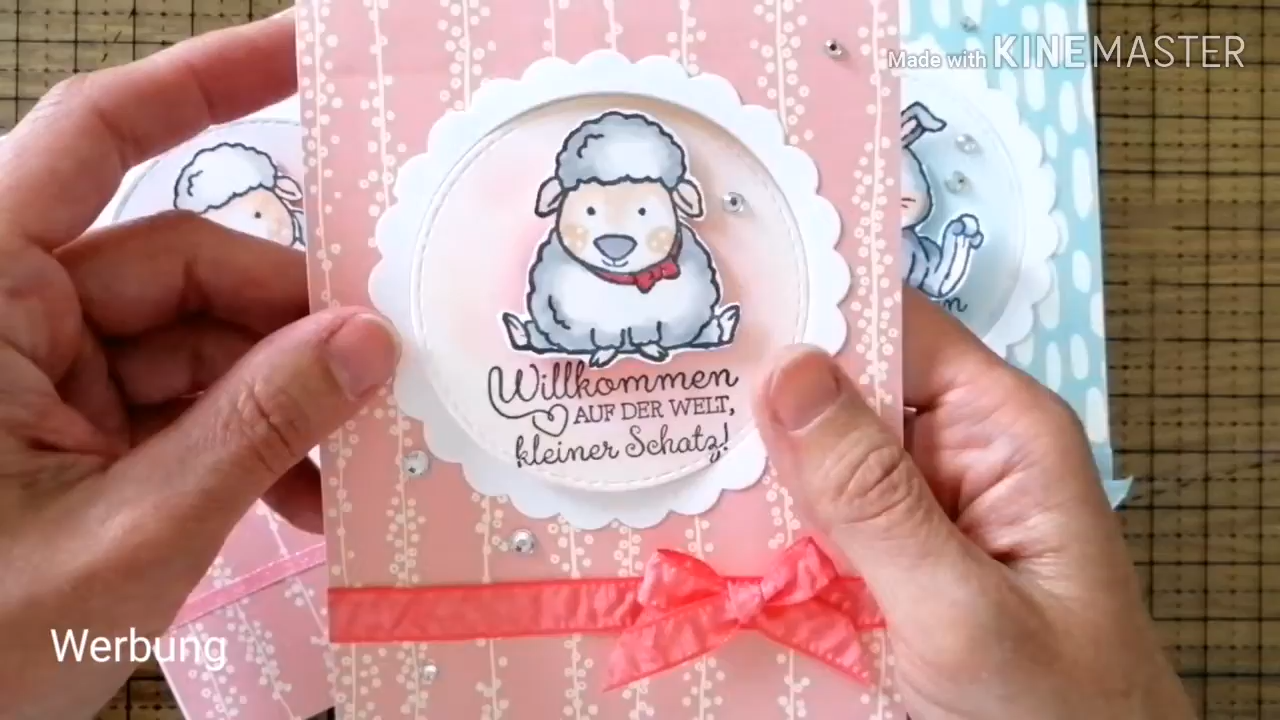 Made with KINEMASTER
Willkommen
AUF DER WELT,
kleiner Schatz!
Werbung